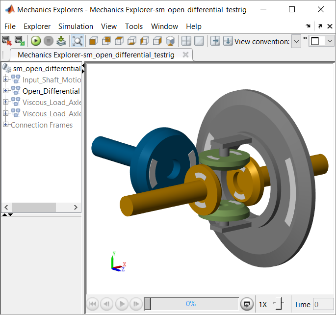 Mechanics Explorers - Mechanics Explorer-sm_open_differential_testrig
File Explorer Simulation View Tools Window Help
View convention:
Mechanics Explorer-sm_open_differential_testrig
sm_open_differential
Input_Shaft_Motio
Open_Differential
Viscous_Load_Axle
Viscous_Load_Axle
Connection Frames
0% 1X Time 0